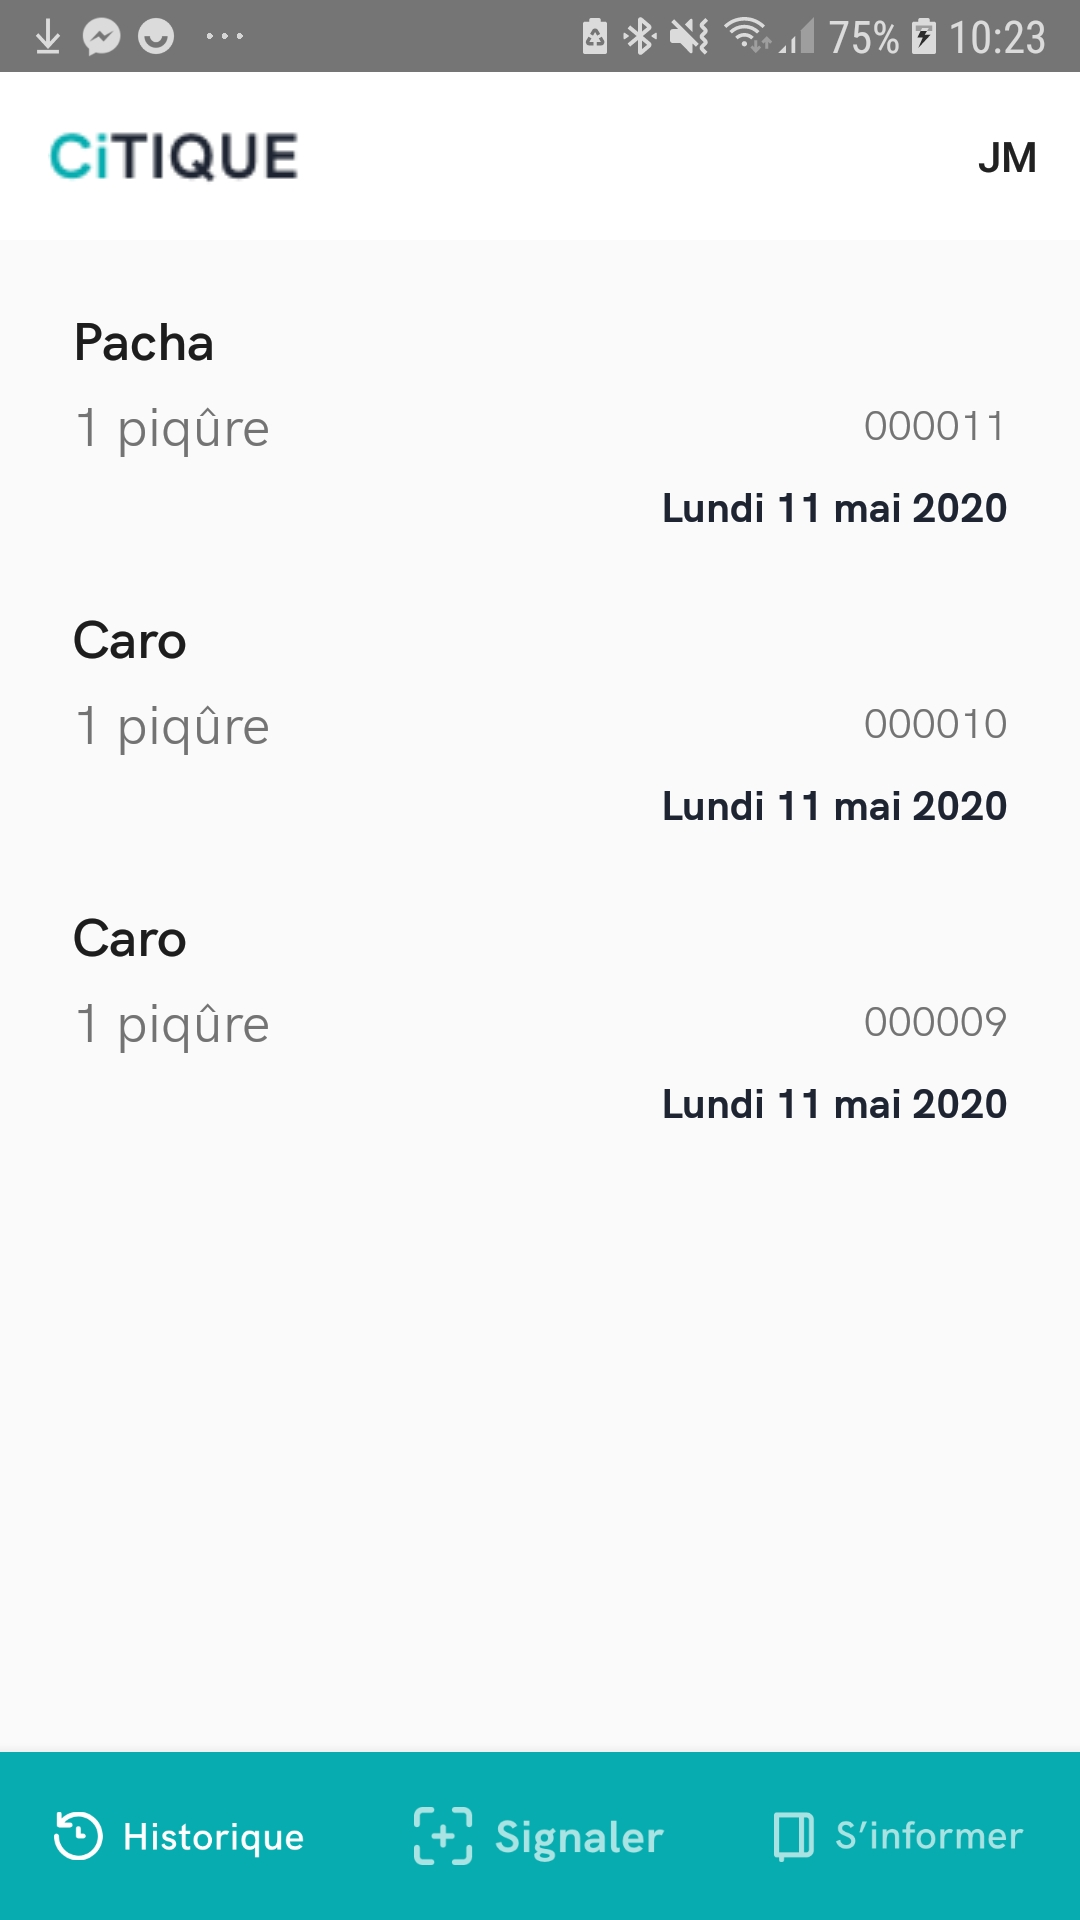 75% 10:23
CiTIQUE JM
Pacha
1 piqûre 000011
Lundi 11 mai 2020
Caro
1 piqûre 000010
Lundi 11 mai 2020
Caro
1 piqûre 000009
Lundi 11 mai 2020
Historique Signaler S'informer